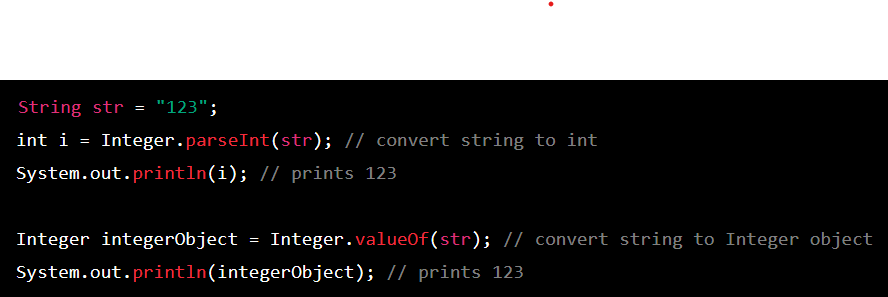 String str = "123";
int i = Integer.parseInt(str); // convert string to int
System.out.println(i); // prints 123
Integer integerObject = Integer.valueOf(str); // convert string to Integer object
System.out.println(integerObject); // prints 123